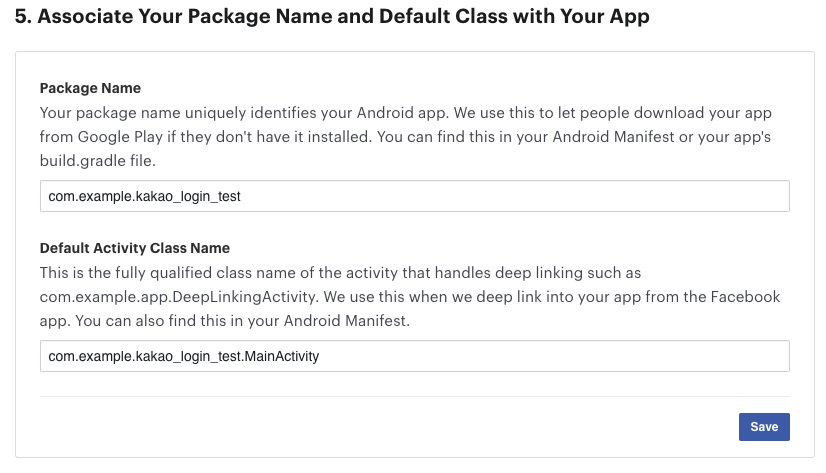 5. Associate Your Package Name and Default Class with Your App
Package Name
Your package name uniquely identifies your Android app. We use this to let people download your app
from Google Play if they don't have it installed. You can find this in your Android Manifest or your app's
build.gradle file.
com.example.kakao_login_test
Default Activity Class Name
This is the fully qualified class name of the activity that handles deep linking such as
com.example.app.DeepLinkingActivity. We use this when we deep link into your app from the Facebook
app. You can also find this in your Android Manifest.
com.example.kakao_login_test.MainActivity
Save